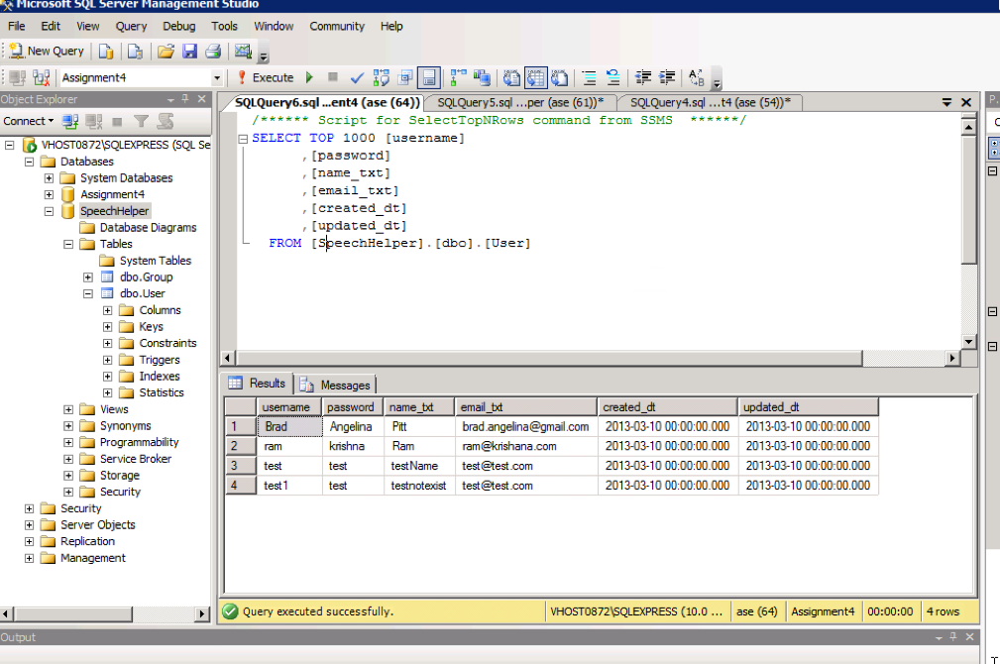 Microsoft SQL Server Management Studio
File Edit View Query Debug Tools Window Community Help
New Query
Assignment4 Execute
Object Explorer
Connect
VHOST0872\SQLEXPRESS (SQL Se
Databases
System Databases
Assignment4
SpeechHelper
Database Diagrams
Tables
System Tables
dbo.Group
dbo.User
Columns
Keys
Constraints
Triggers
Indexes
Statistics
Views
Synonyms
Programmability
Service Broker
Storage
Security
Security
Server Objects
Replication
Management
SQLQuery6.sql ...ent4 (ase (64)) SQLQuery5.sql ...per (ase (61))* SQLQuery4.sql ...t4 (ase (54))*
/****** Script for SelectTopNRows command from SSMS ******/
SELECT TOP 1000 [username]
,[password]
,[name_txt]
,[email_txt]
,[created_dt]
,[updated_dt]
FROM [SpeechHelper].[dbo].[User]
Results Messages
username password name_txt email_txt created_dt updated_dt
1 Brad Angelina Pitt brad.angelina@gmail.com 2013-03-10 00:00:00.000 2013-03-10 00:00:00.000
2 ram krishna Ram ram@krishana.com 2013-03-10 00:00:00.000 2013-03-10 00:00:00.000
3 test test testName test@test.com 2013-03-10 00:00:00.000 2013-03-10 00:00:00.000
4 test1 test testnotexist test@test.com 2013-03-10 00:00:00.000 2013-03-10 00:00:00.000
Query executed successfully. VHOST0872\SQLEXPRESS (10.0 ... ase (64) Assignment4 00:00:00 4 rows
Output